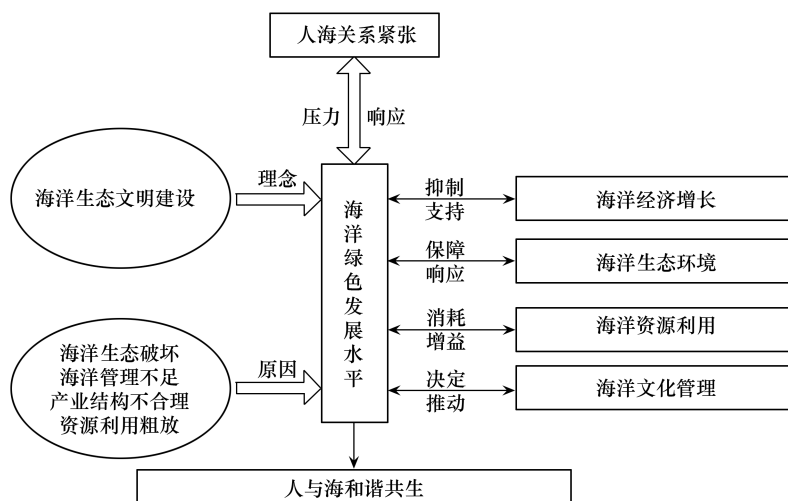 人海关系紧张
压力
响应
海洋生态文明建设
理念
海洋绿色发展水平
抑制
支持
海洋经济增长
保障
响应
海洋生态环境
消耗
增益
海洋资源利用
海洋生态破坏
海洋管理不足
产业结构不合理
资源利用粗放
原因
决定
推动
海洋文化管理
人与海和谐共生